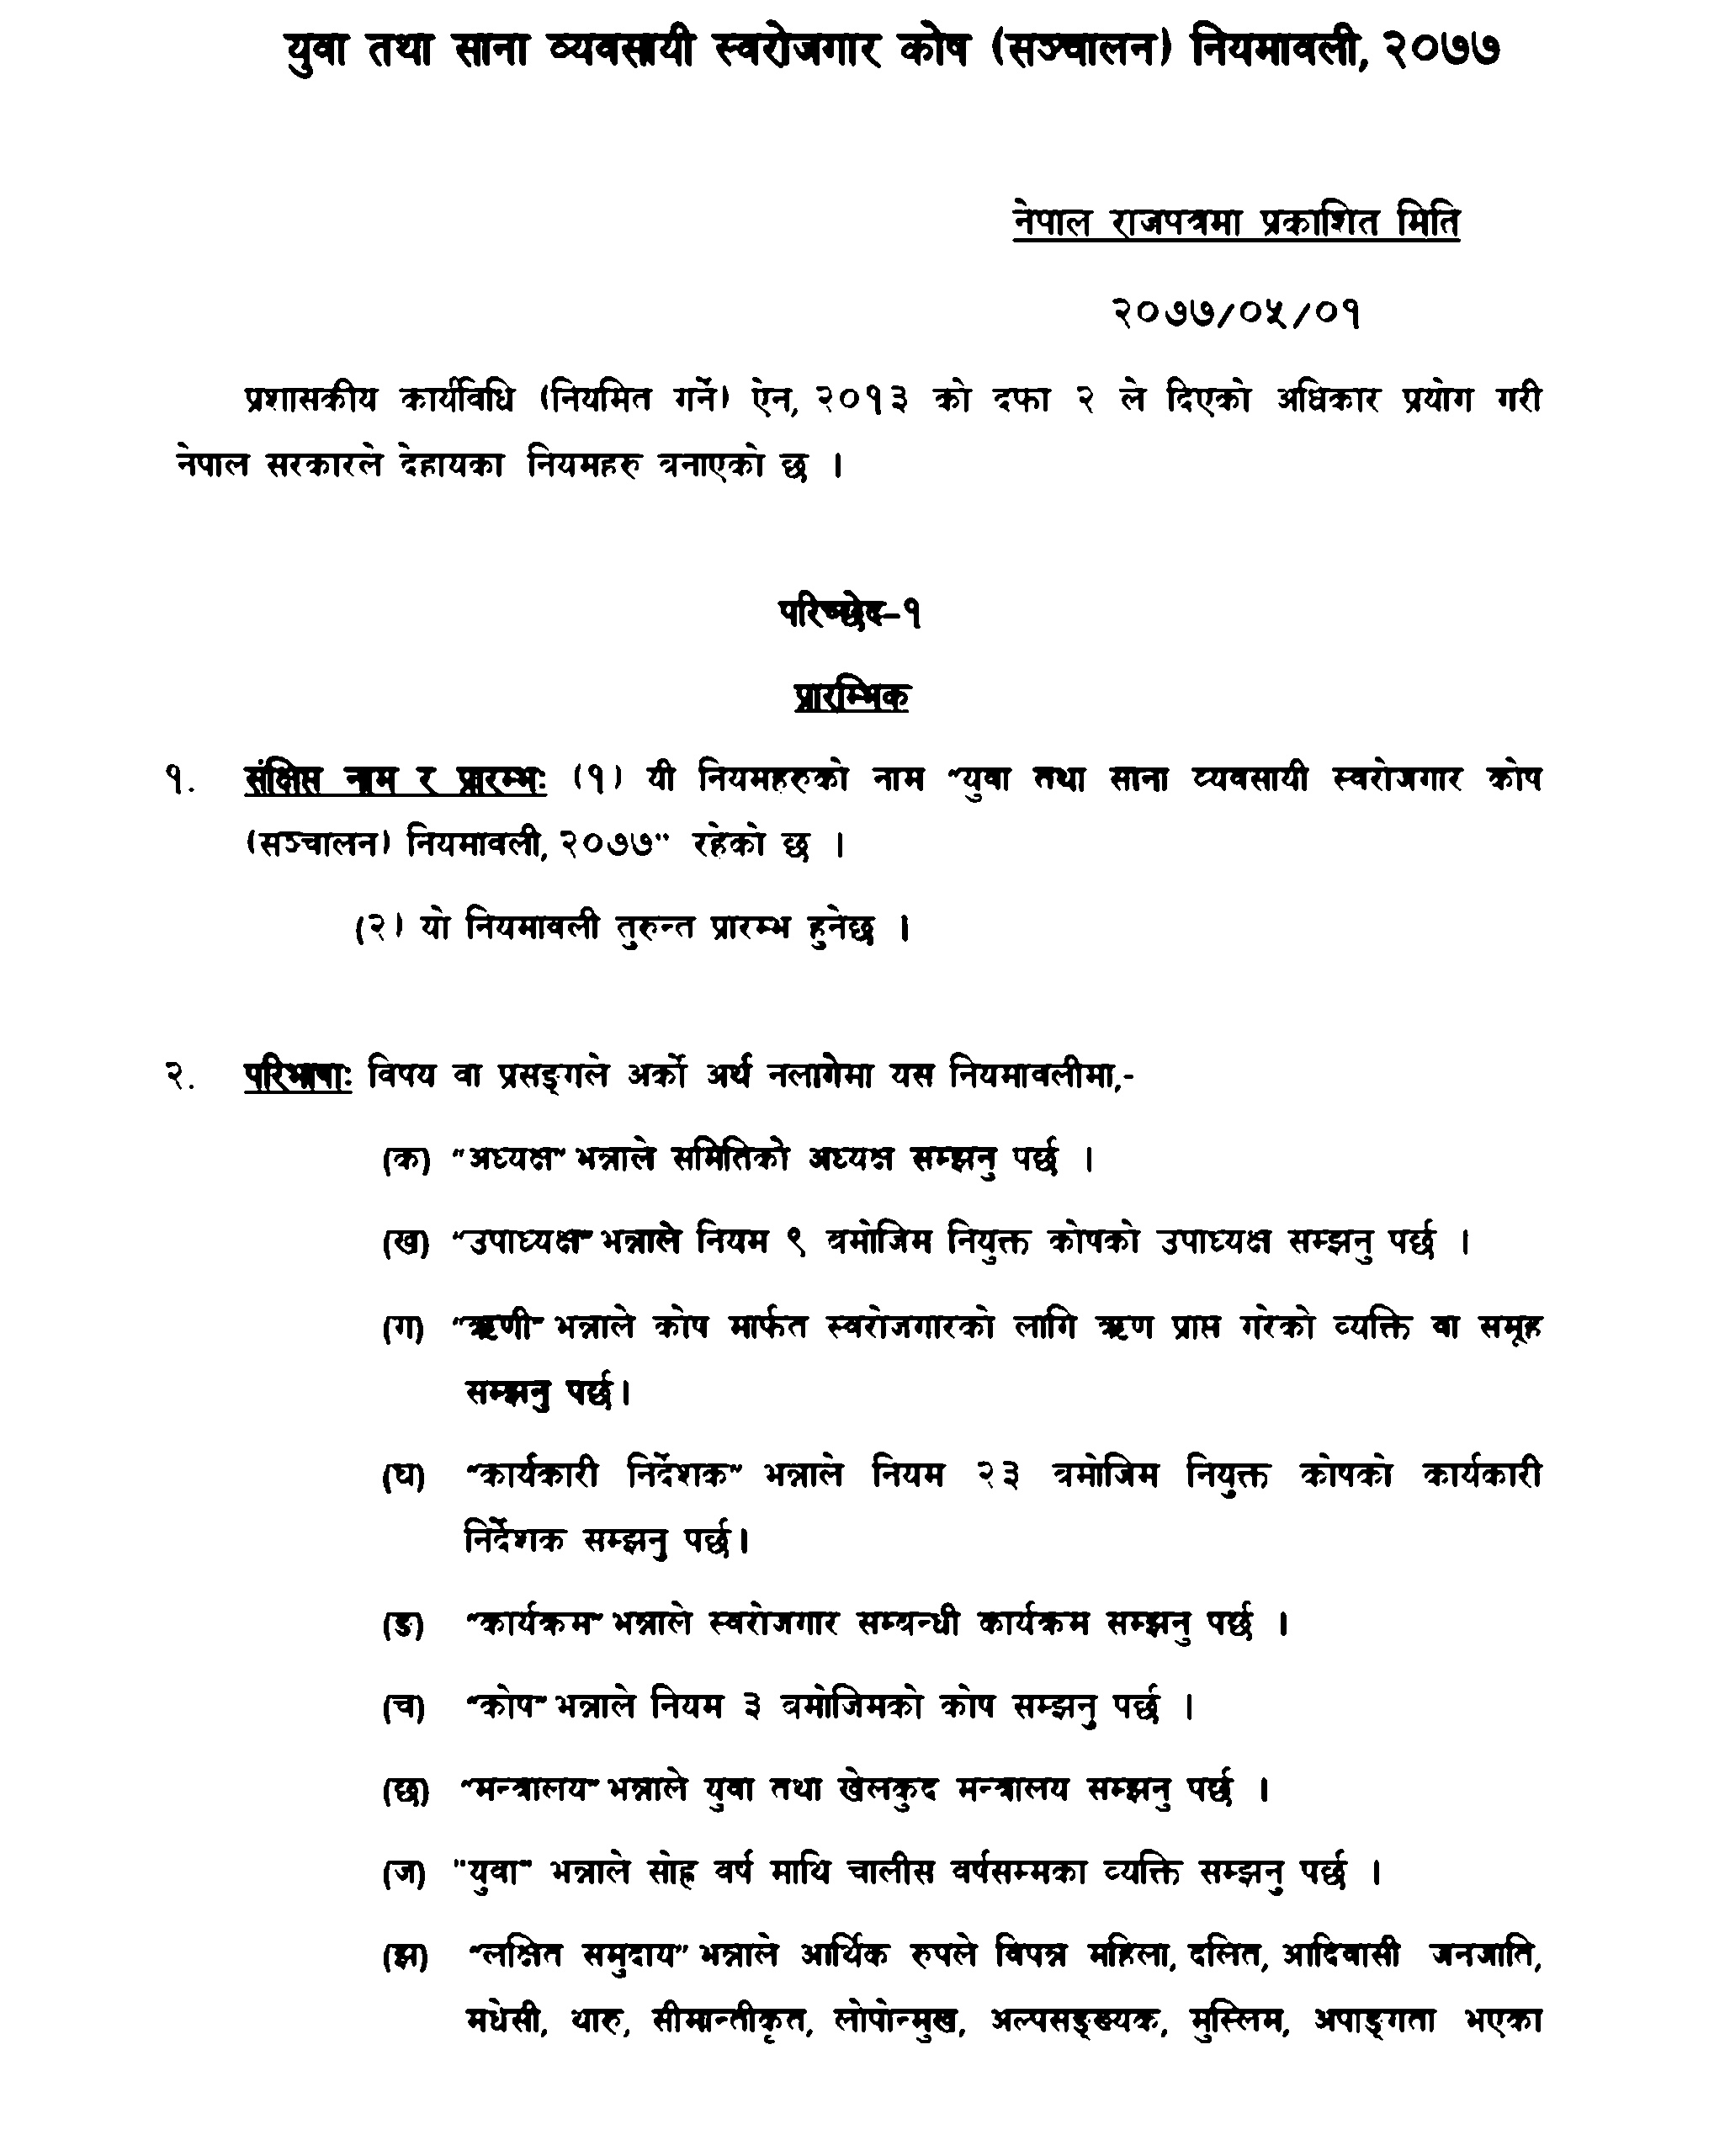 युवा तथा साना व्यवसायी स्वरोजगार कोष (सञ्चालन) नियमावली, २०७७
नेपाल राजपत्रमा प्रकाशित मिति
२०७७/०५/०१
प्रशासकीय कार्यविधि (नियमित गर्ने) ऐन, २०१३ को दफा २ ले दिएको अधिकार प्रयोग गरी
नेपाल सरकारले देहायका नियमहरु बनाएको छ ।
परिच्छेद–१
प्रारम्भिक
१. संक्षिप्त नाम र प्रारम्भः (१) यी नियमहरुको नाम "युवा तथा साना व्यवसायी स्वरोजगार कोष
(सञ्चालन) नियमावली, २०७७" रहेको छ ।
(२) यो नियमावली तुरुन्त प्रारम्भ हुनेछ ।
२. परिभाषाः विषय वा प्रसङ्गले अर्को अर्थ नलागेमा यस नियमावलीमा,-
(क) "अध्यक्ष" भन्नाले समितिको अध्यक्ष सम्झनु पर्छ ।
(ख) "उपाध्यक्ष" भन्नाले नियम ९ बमोजिम नियुक्त कोषको उपाध्यक्ष सम्झनु पर्छ ।
(ग) "ऋणी" भन्नाले कोष मार्फत स्वरोजगारको लागि ऋण प्राप्त गरेको व्यक्ति वा समूह
सम्झनु पर्छ।
(घ) "कार्यकारी निर्देशक" भन्नाले नियम २३ बमोजिम नियुक्त कोषको कार्यकारी
निर्देशक सम्झनु पर्छ।
(ङ) "कार्यक्रम" भन्नाले स्वरोजगार सम्बन्धी कार्यक्रम सम्झनु पर्छ ।
(च) "कोष" भन्नाले नियम ३ बमोजिमको कोष सम्झनु पर्छ ।
(छ) "मन्त्रालय" भन्नाले युवा तथा खेलकुद मन्त्रालय सम्झनु पर्छ ।
(ज) "युवा" भन्नाले सोह्र वर्ष माथि चालीस वर्षसम्मका व्यक्ति सम्झनु पर्छ ।
(झ) "लक्षित समुदाय" भन्नाले आर्थिक रुपले विपन्न महिला, दलित, आदिवासी जनजाति,
मधेसी, थारु, सीमान्तीकृत, लोपोन्मुख, अल्पसङ्ख्यक, मुस्लिम, अपाङ्गता भएका